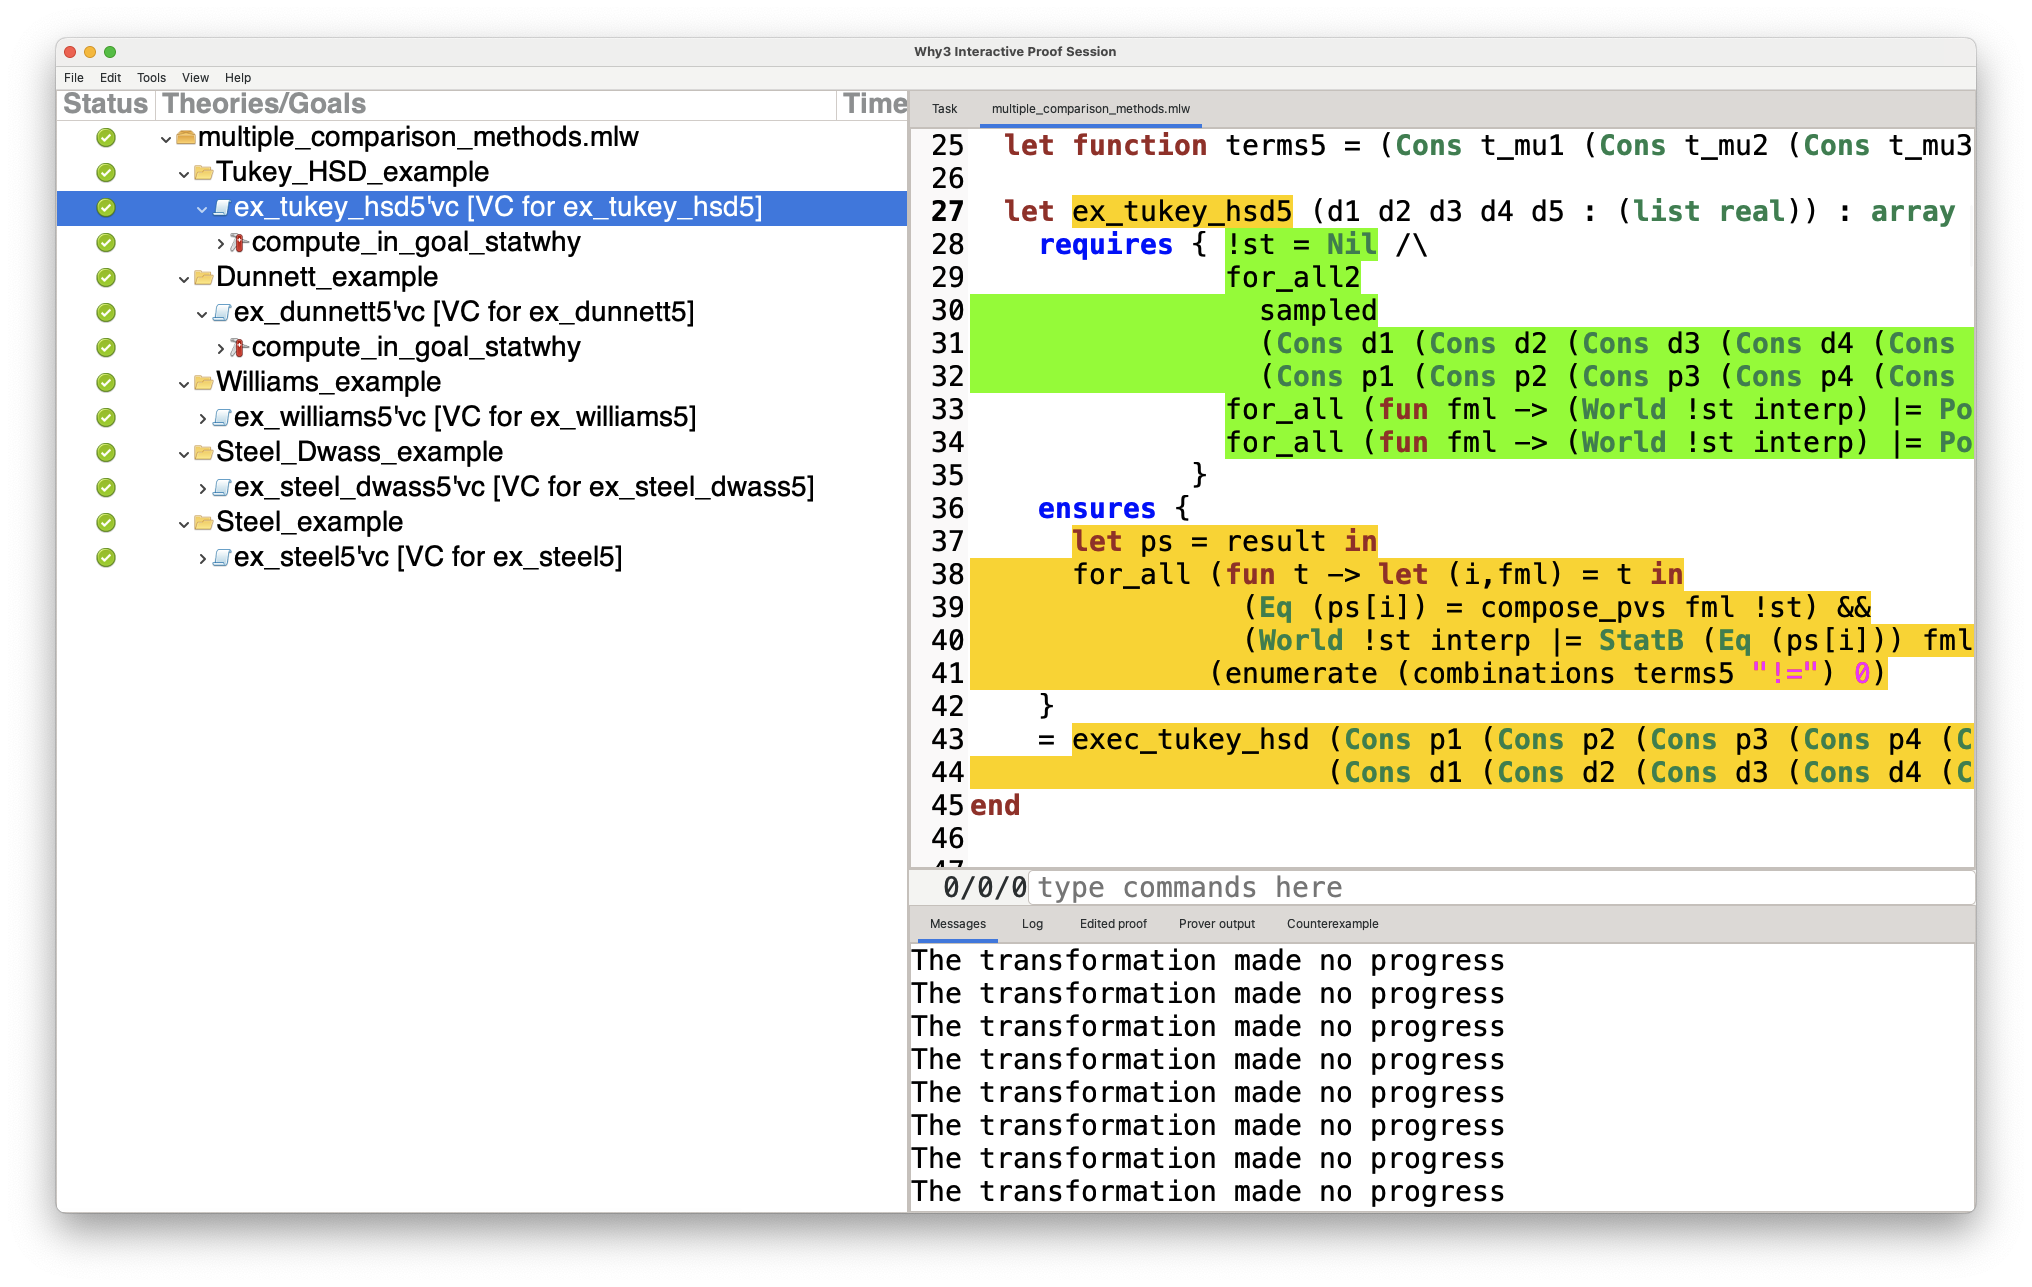 Why3 Interactive Proof Session
File Edit Tools View Help
Status Theories/Goals Time
multiple_comparison_methods.mlw
Tukey_HSD_example
ex_tukey_hsd5'vc [VC for ex_tukey_hsd5]
compute_in_goal_statwhy
Dunnett_example
ex_dunnett5'vc [VC for ex_dunnett5]
compute_in_goal_statwhy
Williams_example
ex_williams5'vc [VC for ex_williams5]
Steel_Dwass_example
ex_steel_dwass5'vc [VC for ex_steel_dwass5]
Steel_example
ex_steel5'vc [VC for ex_steel5]
Task multiple_comparison_methods.mlw
25 let function terms5 = (Cons t_mu1 (Cons t_mu2 (Cons t_mu3
26
27 let ex_tukey_hsd5 (d1 d2 d3 d4 d5 : (list real)) : array
28 requires { !st = Nil /\
29 for_all2
30 sampled
31 (Cons d1 (Cons d2 (Cons d3 (Cons d4 (Cons
32 (Cons p1 (Cons p2 (Cons p3 (Cons p4 (Cons
33 for_all (fun fml -> (World !st interp) |= Po
34 for_all (fun fml -> (World !st interp) |= Po
35 }
36 ensures {
37 let ps = result in
38 for_all (fun t -> let (i,fml) = t in
39 (Eq (ps[i]) = compose_pvs fml !st) &&
40 (World !st interp |= StatB (Eq (ps[i])) fml
41 (enumerate (combinations terms5 "!=") 0)
42 }
43 = exec_tukey_hsd (Cons p1 (Cons p2 (Cons p3 (Cons p4 (C
44 (Cons d1 (Cons d2 (Cons d3 (Cons d4 (C
45 end
46
47
0/0/0 type commands here
Messages Log Edited proof Prover output Counterexample
The transformation made no progress
The transformation made no progress
The transformation made no progress
The transformation made no progress
The transformation made no progress
The transformation made no progress
The transformation made no progress
The transformation made no progress